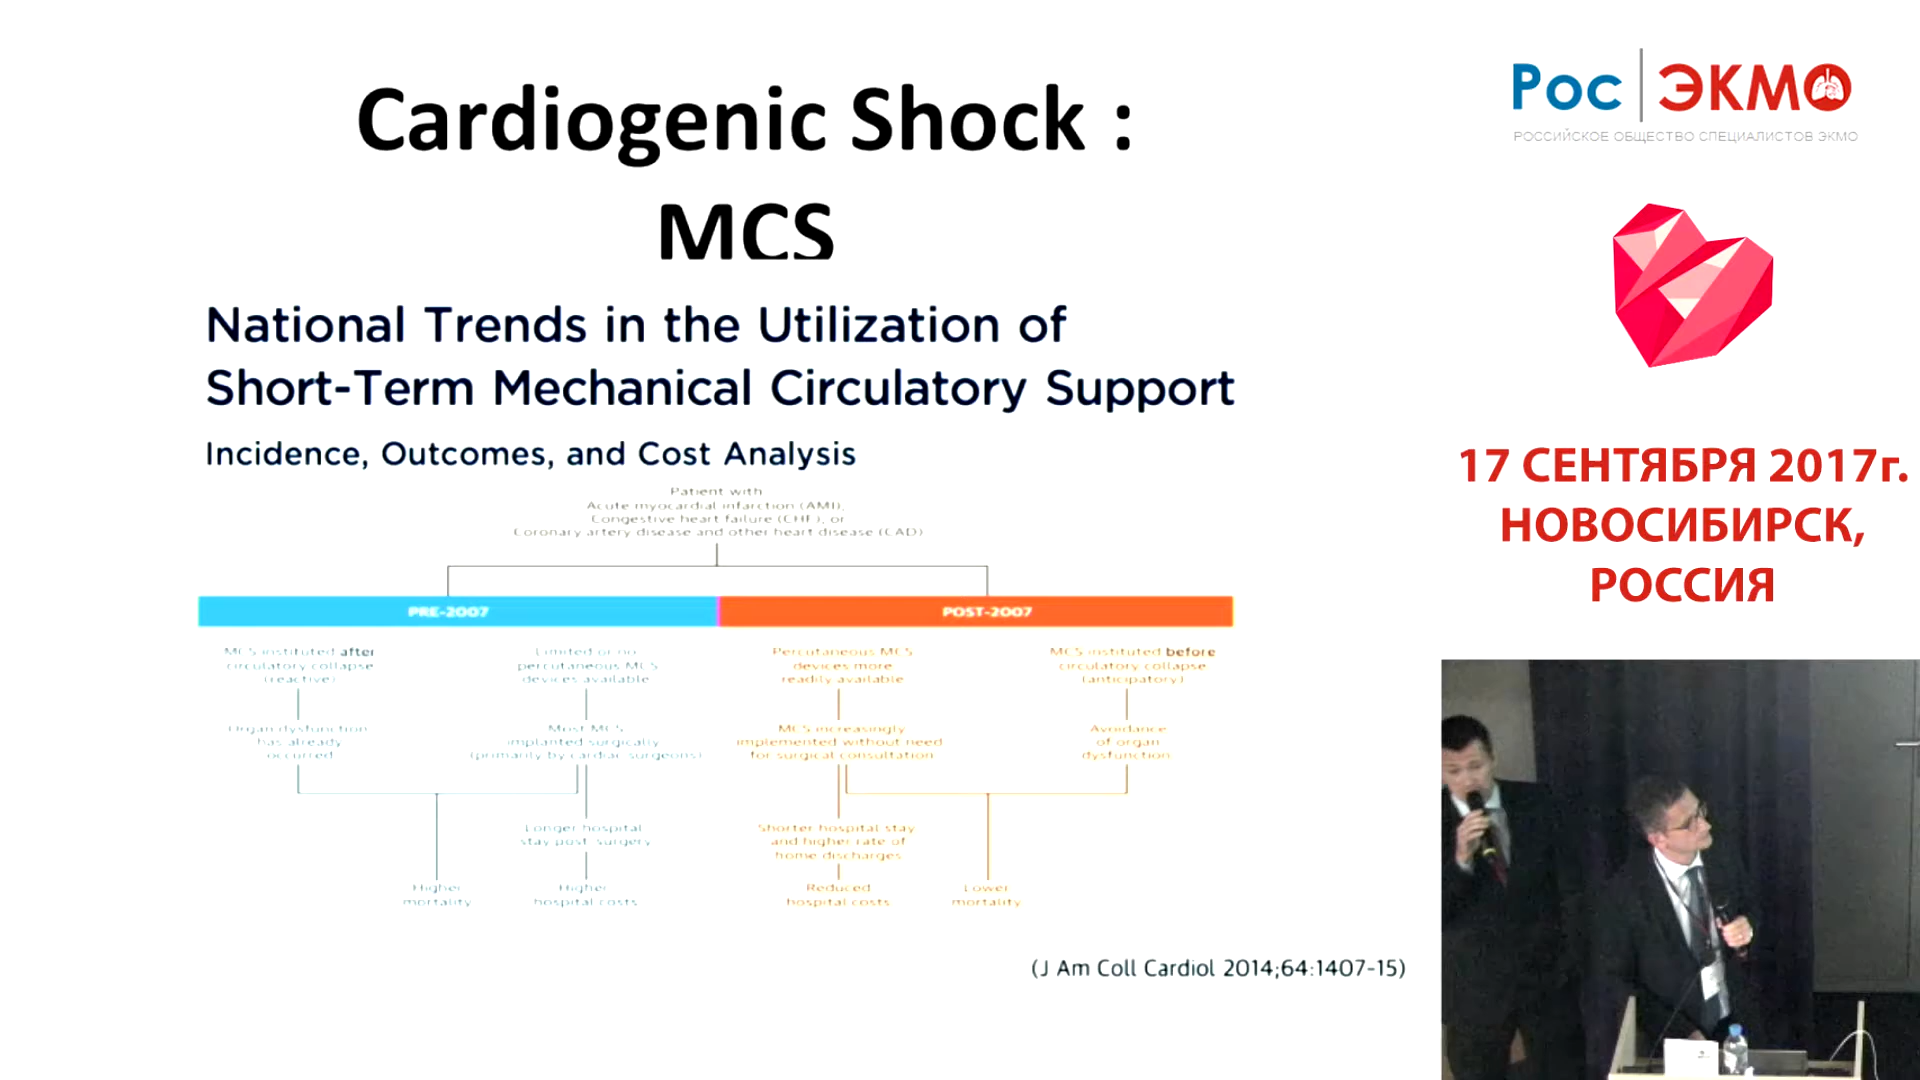 Cardiogenic Shock :
MCS
National Trends in the Utilization of
Short-Term Mechanical Circulatory Support
Incidence, Outcomes, and Cost Analysis
Patient with
Acute myocardial infarction (AMI),
Congestive heart failure (CHF), or
Coronary artery disease and other heart disease (CAD)
PRE-2007
POST-2007
MCS instituted after
circulatory collapse
(reactive)
Limited or no
percutaneous MCS
devices available
Percutaneous MCS
devices more
readily available
MCS instituted before
circulatory collapse
(anticipatory)
Organ dysfunction
has already
occurred
Most MCS
implanted surgically
(primarily by cardiac surgeons)
MCS increasingly
implemented without need
for surgical consultation
Avoidance
of organ
dysfunction
Longer hospital
stay post surgery
Shorter hospital stay
and higher rate of
home discharges
Higher
mortality
Higher
hospital costs
Reduced
hospital costs
Lower
mortality
(J Am Coll Cardiol 2014;64:1407-15)
Рос ЭКМО
РОССИЙСКОЕ ОБЩЕСТВО СПЕЦИАЛИСТОВ ЭКМО
17 СЕНТЯБРЯ 2017г.
НОВОСИБИРСК,
РОССИЯ